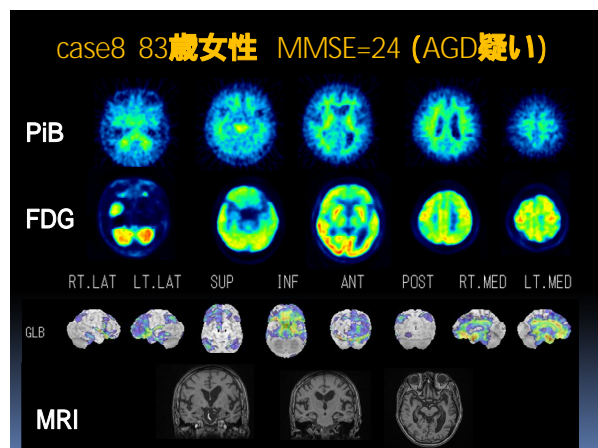 case8 83歳女性 MMSE=24 (AGD疑い)
PiB
FDG
RT.LAT LT.LAT SUP INF ANT POST RT.MED LT.MED
GLB
MRI